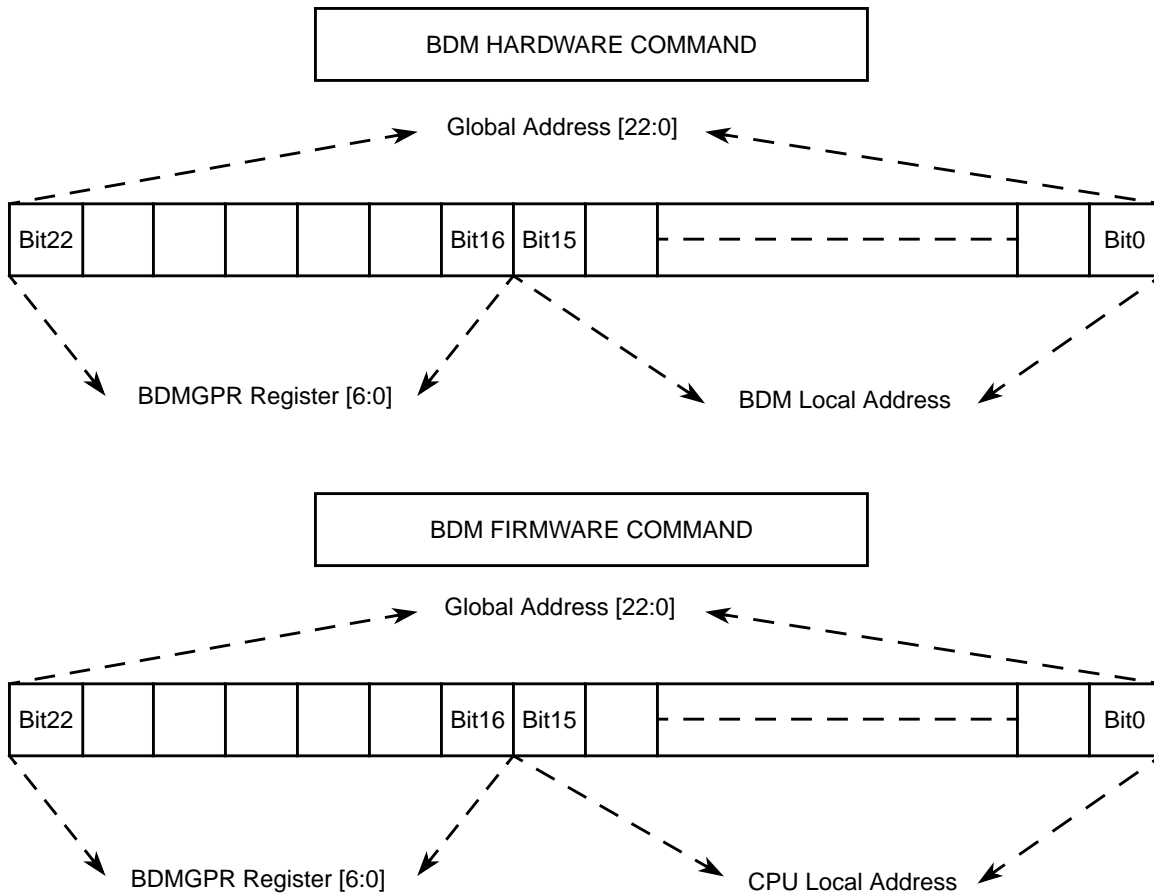 BDM HARDWARE COMMAND
Global Address [22:0]
Bit22 Bit16 Bit15 Bit0
BDMGPR Register [6:0] BDM Local Address
BDM FIRMWARE COMMAND
Global Address [22:0]
Bit22 Bit16 Bit15 Bit0
BDMGPR Register [6:0] CPU Local Address